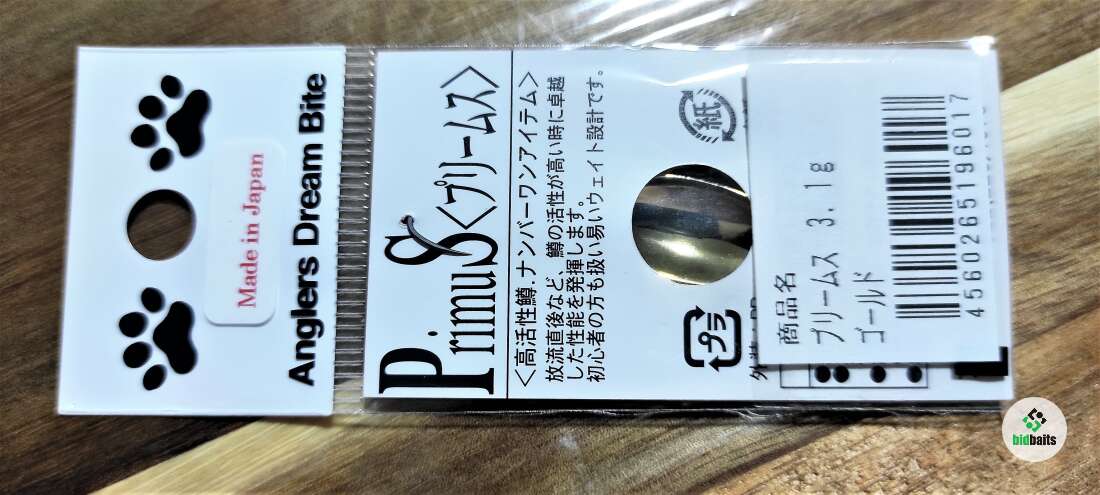 Anglers Dream Bite
Made in Japan
PrimuS<プリームス>
<高活性鱒.ナンバーワンアイテム>
放流直後など、鱒の活性が高い時に卓越
した性能を発揮します。
初心者の方も扱い易いウェイト設計です。
紙
プラ
商品名
プリームス 3.1g
ゴールド
4560265196017
bidbaits